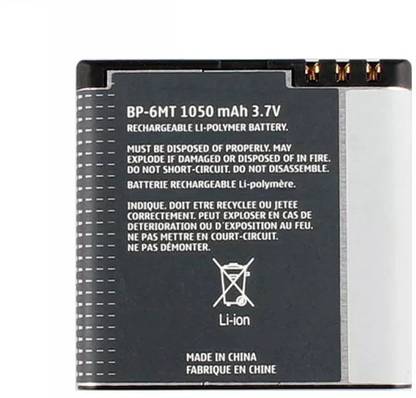 BP-6MT 1050 mAh 3.7V
RECHARGEABLE LI-POLYMER BATTERY.
MUST BE DISPOSED OF PROPERLY. MAY
EXPLODE IF DAMAGED OR DISPOSED OF IN FIRE.
DO NOT SHORT CIRCUIT. DO NOT DISASSEMBLE.
BATTERIE RECHARGEABLE Li-polymère.
INDIQUE. DOIT ETRE RECYCLEE OU JETEE
CORRECTEMENT. PEUT EXPLOSER EN CAS DE
DETERIORATION OU D´EXPOSITION AU FEU.
NE PAS METTRE EN COURT-CIRCUIT.
NE PAS DEMONTER.
Li-ion
MADE IN CHINA
FABRIQUE EN CHINE